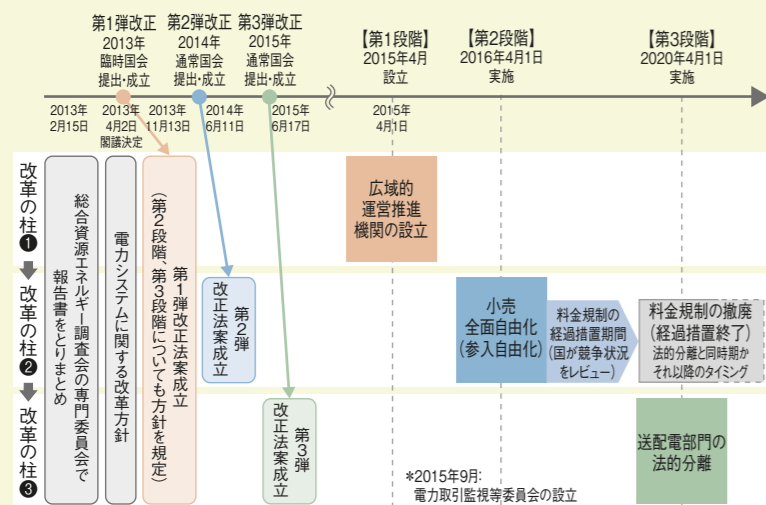 第1弾改正
2013年
臨時国会
提出・成立
第2弾改正
2014年
通常国会
提出・成立
第3弾改正
2015年
通常国会
提出・成立
【第1段階】
2015年4月
設立
【第2段階】
2016年4月1日
実施
【第3段階】
2020年4月1日
実施
2013年
2月15日
2013年
4月2日
閣議決定
2013年
11月13日
2014年
6月11日
2015年
6月17日
2015年
4月1日
改革の柱❶
改革の柱❷
改革の柱❸
総合資源エネルギー調査会の専門委員会で
報告書をとりまとめ
電力システムに関する改革方針
第1弾改正法案成立
(第2段階、第3段階についても方針を規定)
第2弾
改正法案成立
第3弾
改正法案成立
広域的
運営推進
機関の設立
小売
全面自由化
(参入自由化)
料金規制の
経過措置期間
(国が競争状況
をレビュー)
料金規制の撤廃
(経過措置終了)
法的分離と同時期か
それ以降のタイミング
送配電部門の
法的分離
*2015年9月:
電力取引監視等委員会の設立